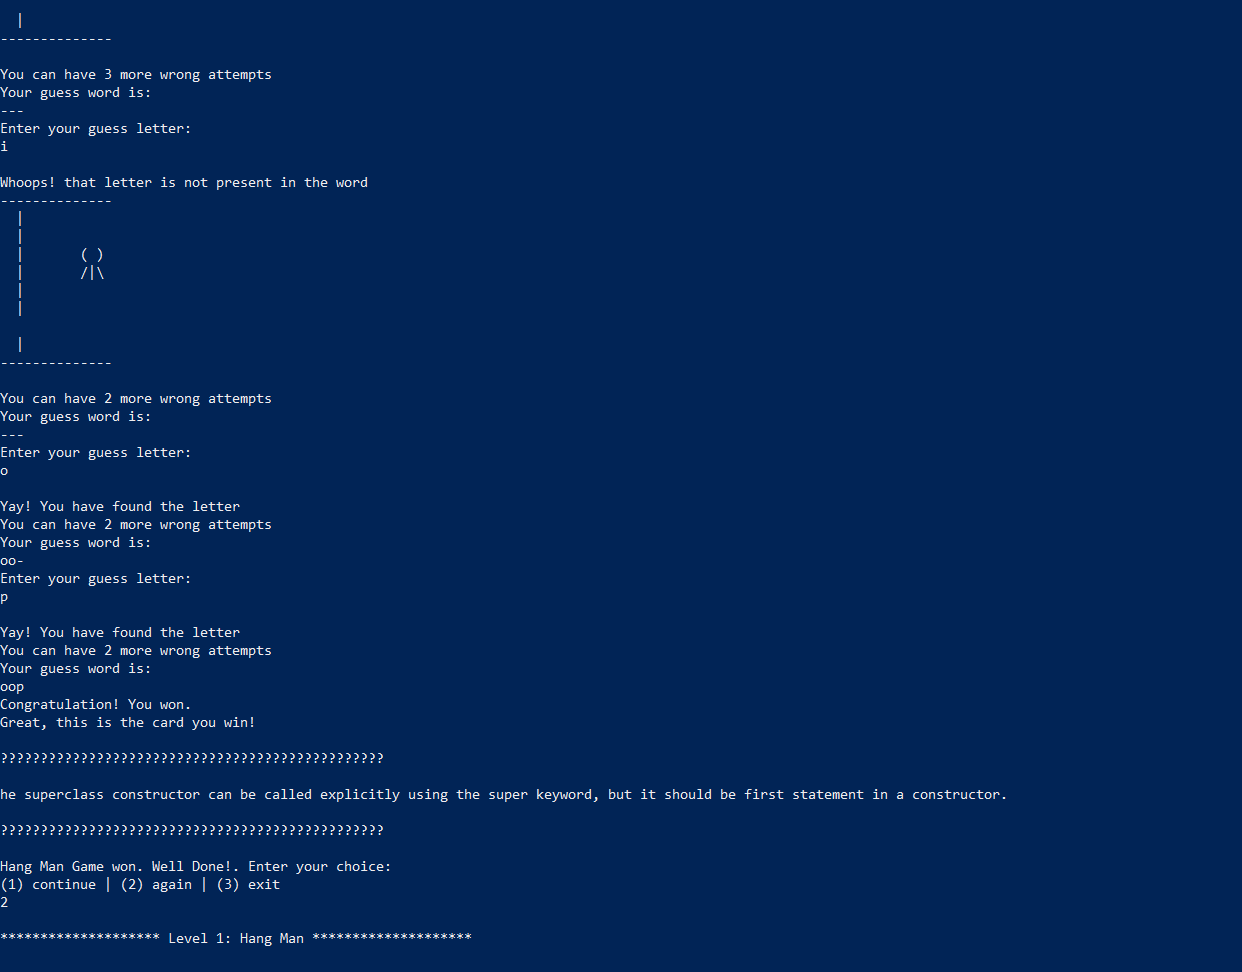 |
--------------
You can have 3 more wrong attempts
Your guess word is:
---
Enter your guess letter:
i
Whoops! that letter is not present in the word
--------------
  |
  |
  |       ( )
  |       /|\
  |
  |
  |
--------------
You can have 2 more wrong attempts
Your guess word is:
---
Enter your guess letter:
o
Yay! You have found the letter
You can have 2 more wrong attempts
Your guess word is:
oo-
Enter your guess letter:
p
Yay! You have found the letter
You can have 2 more wrong attempts
Your guess word is:
oop
Congratulation! You won.
Great, this is the card you win!
????????????????????????????????????????????????
he superclass constructor can be called explicitly using the super keyword, but it should be first statement in a constructor.
????????????????????????????????????????????????
Hang Man Game won. Well Done!. Enter your choice:
(1) continue | (2) again | (3) exit
2
******************** Level 1: Hang Man ********************